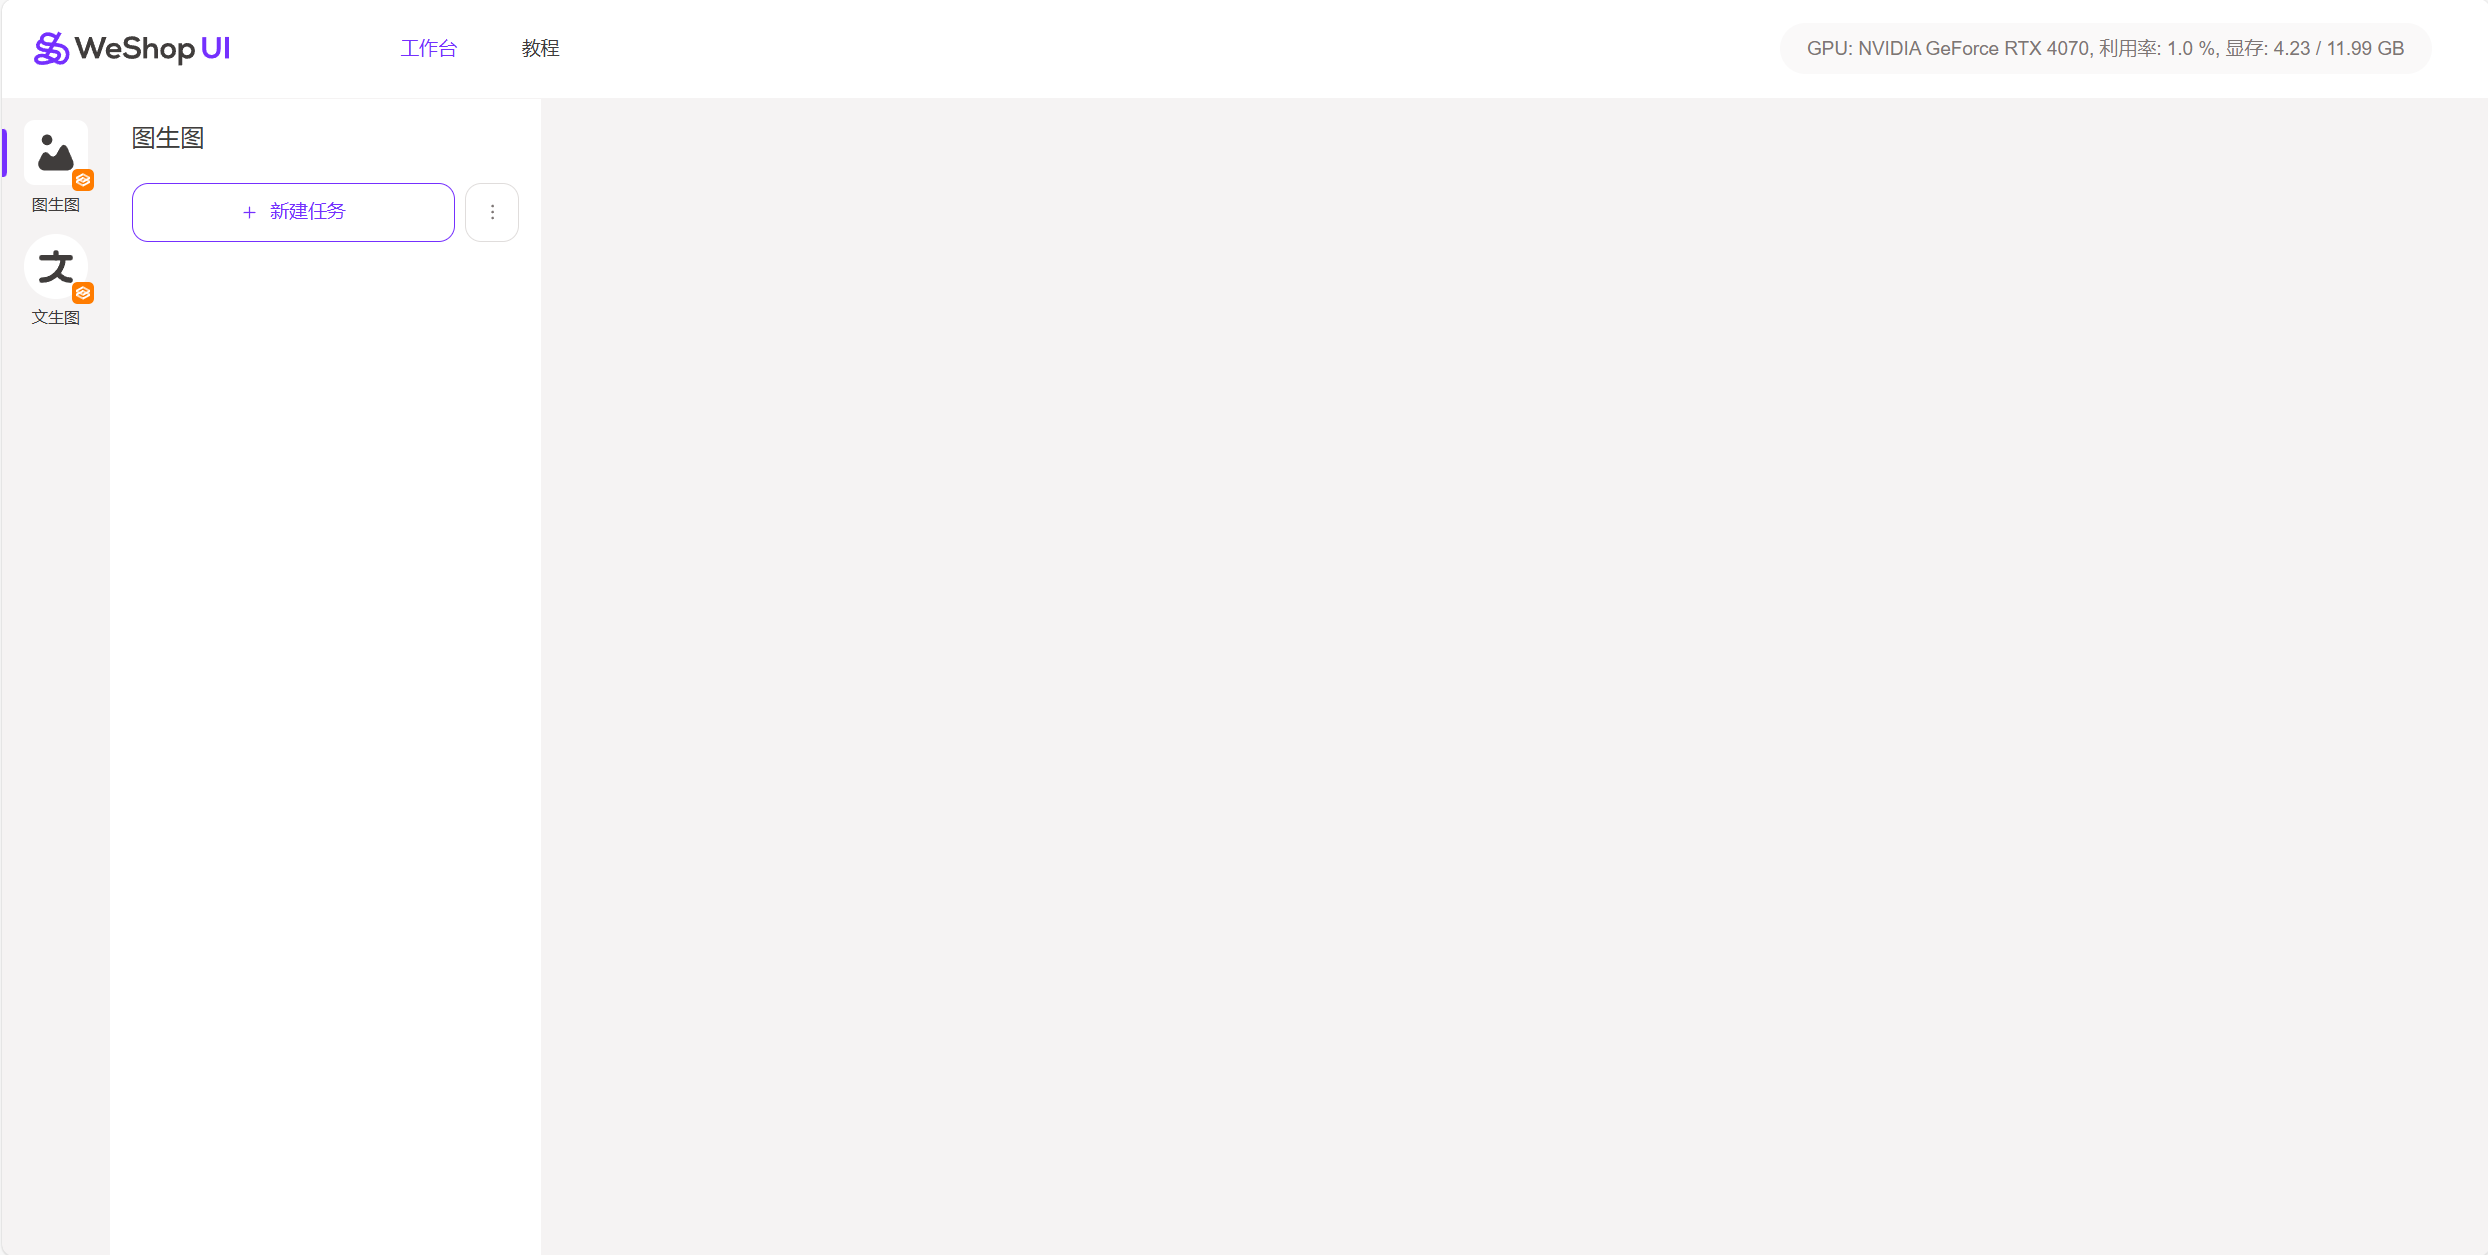 WeShop UI
工作台
教程
GPU: NVIDIA GeForce RTX 4070, 利用率: 1.0 %, 显存: 4.23 / 11.99 GB
图生图
文
文生图
图生图
+ 新建任务